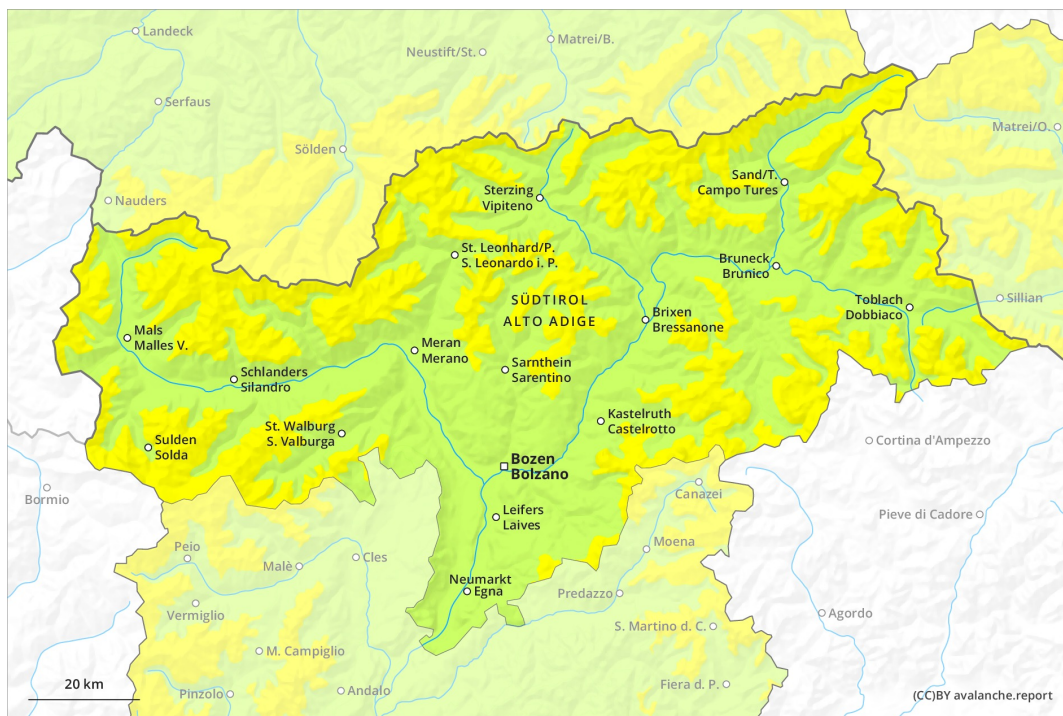 Landeck
Matrei/B.
Neustift/St.
Serfaus
Matrei/O.
Sölden
Sand/T.
Campo Tures
Sterzing
Vipiteno
Nauders
St. Leonhard/P.
S. Leonardo i. P.
Bruneck
Brunico
SÜDTIROL
ALTO ADIGE
Toblach
Dobbiaco
Sillian
Brixen
Bressanone
Mals
Malles V.
Meran
Merano
Sarnthein
Sarentino
Schlanders
Silandro
Kastelruth
Castelrotto
St. Walburg
S. Valburga
Sulden
Solda
Cortina d'Ampezzo
Bozen
Bolzano
Bormio
Canazei
Leifers
Laives
Pieve di Cadore
Moena
Peio
Cles
Malè
Neumarkt
Egna
Predazzo
Vermiglio
Agordo
S. Martino d. C.
M. Campiglio
20 km
Pinzolo
Andalo
Fiera d. P.
(CC)BY avalanche.report